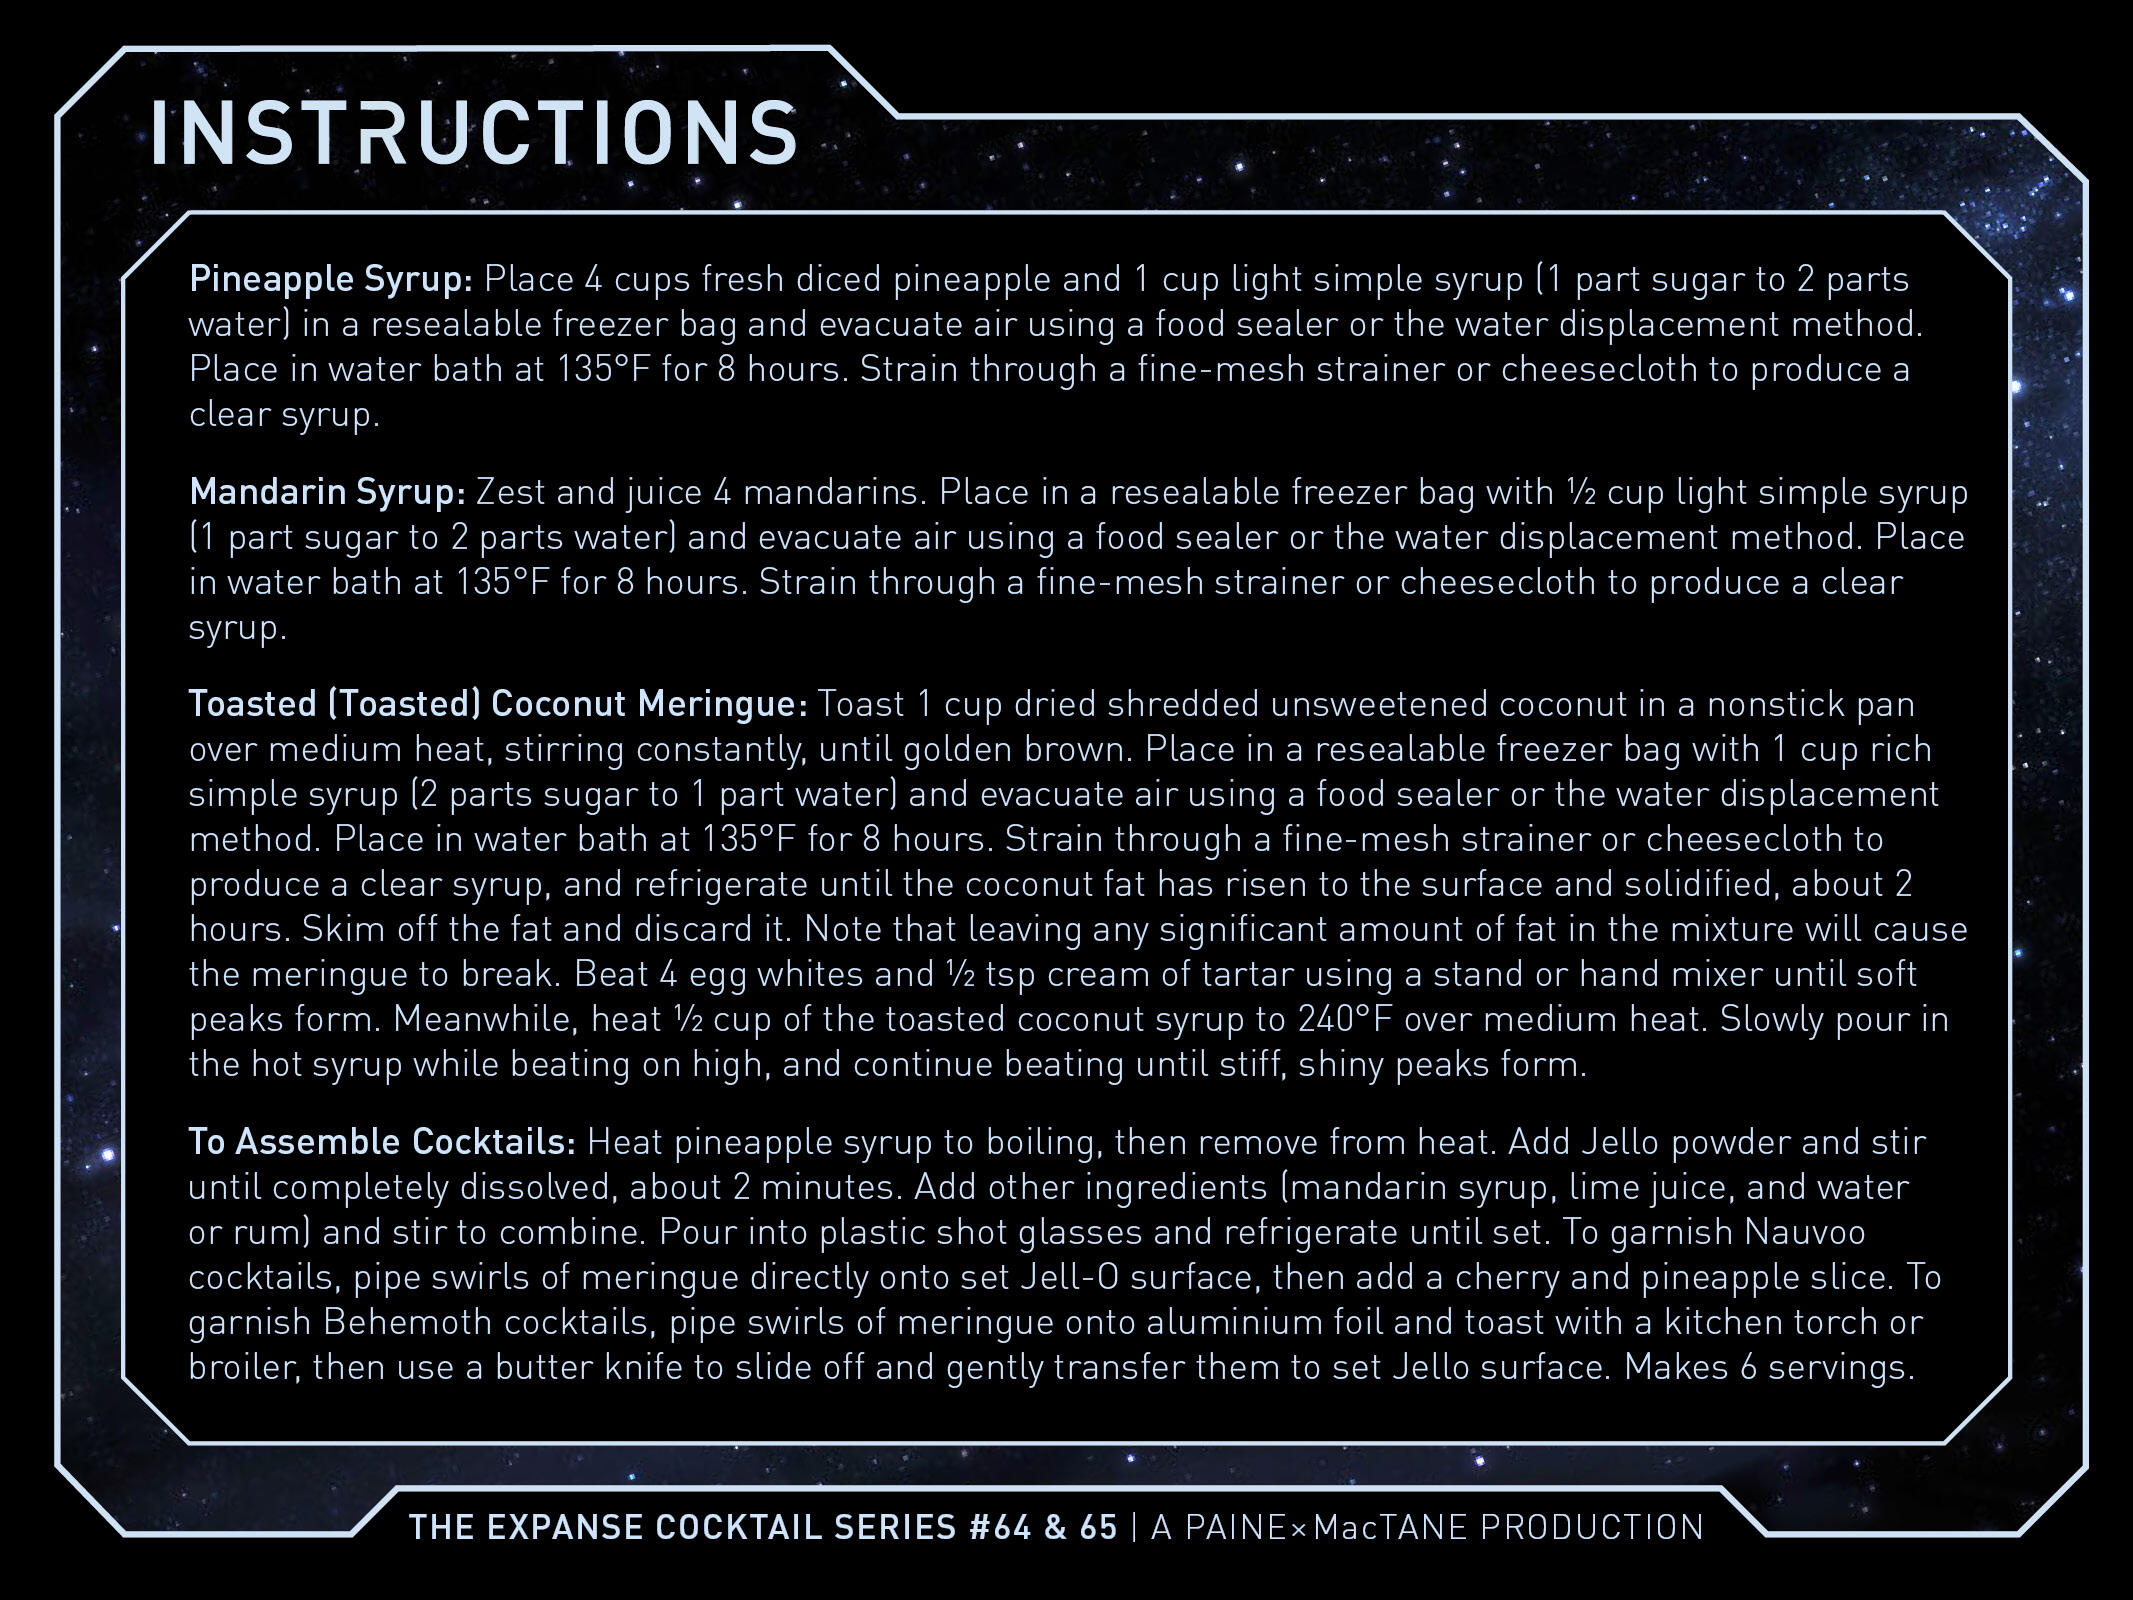 INSTRUCTIONS
Pineapple Syrup: Place 4 cups fresh diced pineapple and 1 cup light simple syrup (1 part sugar to 2 parts
water) in a resealable freezer bag and evacuate air using a food sealer or the water displacement method.
Place in water bath at 135°F for 8 hours. Strain through a fine-mesh strainer or cheesecloth to produce a
clear syrup.
Mandarin Syrup: Zest and juice 4 mandarins. Place in a resealable freezer bag with ½ cup light simple syrup
(1 part sugar to 2 parts water) and evacuate air using a food sealer or the water displacement method. Place
in water bath at 135°F for 8 hours. Strain through a fine-mesh strainer or cheesecloth to produce a clear
syrup.
Toasted (Toasted) Coconut Meringue: Toast 1 cup dried shredded unsweetened coconut in a nonstick pan
over medium heat, stirring constantly, until golden brown. Place in a resealable freezer bag with 1 cup rich
simple syrup (2 parts sugar to 1 part water) and evacuate air using a food sealer or the water displacement
method. Place in water bath at 135°F for 8 hours. Strain through a fine-mesh strainer or cheesecloth to
produce a clear syrup, and refrigerate until the coconut fat has risen to the surface and solidified, about 2
hours. Skim off the fat and discard it. Note that leaving any significant amount of fat in the mixture will cause
the meringue to break. Beat 4 egg whites and ½ tsp cream of tartar using a stand or hand mixer until soft
peaks form. Meanwhile, heat ½ cup of the toasted coconut syrup to 240°F over medium heat. Slowly pour in
the hot syrup while beating on high, and continue beating until stiff, shiny peaks form.
To Assemble Cocktails: Heat pineapple syrup to boiling, then remove from heat. Add Jello powder and stir
until completely dissolved, about 2 minutes. Add other ingredients (mandarin syrup, lime juice, and water
or rum) and stir to combine. Pour into plastic shot glasses and refrigerate until set. To garnish Nauvoo
cocktails, pipe swirls of meringue directly onto set Jell-O surface, then add a cherry and pineapple slice. To
garnish Behemoth cocktails, pipe swirls of meringue onto aluminium foil and toast with a kitchen torch or
broiler, then use a butter knife to slide off and gently transfer them to set Jello surface. Makes 6 servings.
THE EXPANSE COCKTAIL SERIES #64 & 65 | A PAINE×MacTANE PRODUCTION